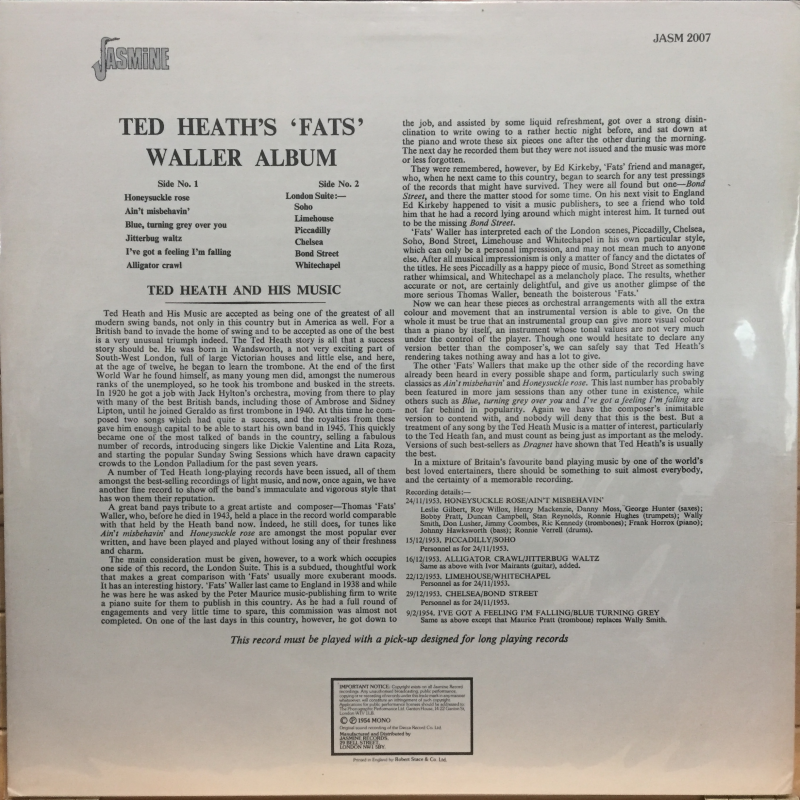 JASMINE
JASM 2007
TED HEATH'S 'FATS'
WALLER ALBUM
Side No. 1
Honeysuckle rose
Ain't misbehavin'
Blue, turning grey over you
Jitterbug waltz
I've got a feeling I'm falling
Alligator crawl
Side No. 2
London Suite:—
Soho
Limehouse
Piccadilly
Chelsea
Bond Street
Whitechapel
TED HEATH AND HIS MUSIC
Ted Heath and His Music are accepted as being one of the greatest of all
modern swing bands, not only in this country but in America as well. For a
British band to invade the home of swing and to be accepted as one of the best
is a very unusual triumph indeed. The Ted Heath story is all that a success
story should be. He was born in Wandsworth, a not very exciting part of
South-West London, full of large Victorian houses and little else, and here,
at the age of twelve, he began to learn the trombone. At the end of the first
World War he found himself, as many young men did, amongst the numerous
ranks of the unemployed, so he took his trombone and busked in the streets.
In 1920 he got a job with Jack Hylton's orchestra, moving from there to play
with many of the best British bands, including those of Ambrose and Sidney
Lipton, until he joined Geraldo as first trombone in 1940. At this time he com-
posed two songs which had quite a success, and the royalties from these
gave him enough capital to be able to start his own band in 1945. This quickly
became one of the most talked of bands in the country, selling a fabulous
number of records, introducing singers like Dickie Valentine and Lita Roza,
and starting the popular Sunday Swing Sessions which have drawn capacity
crowds to the London Palladium for the past seven years.
A number of Ted Heath long-playing records have been issued, all of them
amongst the best-selling recordings of light music, and now, once again, we have
another fine record to show off the band's immaculate and vigorous style that
has won them their reputation.
A great band pays tribute to a great artiste and composer—Thomas 'Fats'
Waller, who, before he died in 1943, held a place in the record world comparable
with that held by the Heath band now. Indeed, he still does, for tunes like
Ain't misbehavin' and Honeysuckle rose are amongst the most popular ever
written, and have been played and played without losing any of their freshness
and charm.
The main consideration must be given, however, to a work which occupies
one side of this record, the London Suite. This is a subdued, thoughtful work
that makes a great comparison with 'Fats' usually more exuberant moods.
It has an interesting history. 'Fats' Waller last came to England in 1938 and while
he was here he was asked by the Peter Maurice music-publishing firm to write
a piano suite for them to publish in this country. As he had a full round of
engagements and very little time to spare, this commission was almost not
completed. On one of the last days in this country, however, he got down to
the job, and assisted by some liquid refreshment, got over a strong disin-
clination to write owing to a rather hectic night before, and sat down at
the piano and wrote these six pieces one after the other during the morning.
The next day he recorded them but they were not issued and the music was more
or less forgotten.
They were remembered, however, by Ed Kirkeby, 'Fats' friend and manager,
who, when he next came to this country, began to search for any test pressings
of the records that might have survived. They were all found but one—Bond
Street, and there the matter stood for some time. On his next visit to England
Ed Kirkeby happened to visit a music publishers, to see a friend who told
him that he had a record lying around which might interest him. It turned out
to be the missing Bond Street.
'Fats' Waller has interpreted each of the London scenes, Piccadilly, Chelsea,
Soho, Bond Street, Limehouse and Whitechapel in his own particular style,
which can only be a personal impression, and may not mean much to anyone
else. After all musical impressionism is only a matter of fancy and the dictates of
the titles. He sees Piccadilly as a happy piece of music, Bond Street as something
rather whimsical, and Whitechapel as a melancholy place. The results, whether
accurate or not, are certainly delightful, and give us another glimpse of the
more serious Thomas Waller, beneath the boisterous 'Fats.'
Now we can hear these pieces as orchestral arrangements with all the extra
colour and movement that an instrumental version is able to give. On the
whole it must be true that an instrumental group can give more visual colour
than a piano by itself, an instrument whose tonal values are not very much
under the control of the player. Though one would hesitate to declare any
version better than the composer's, we can safely say that Ted Heath's
rendering takes nothing away and has a lot to give.
The other 'Fats' Wallers that make up the other side of the recording have
already been heard in every possible shape and form, particularly such swing
classics as Ain't misbehavin' and Honeysuckle rose. This last number has probably
been featured in more jam sessions than any other tune in existence, while
others such as Blue, turning grey over you and I've got a feeling I'm falling are
not far behind in popularity. Again we have the composer's inimitable
version to contend with, and nobody will deny that this is the best. But a
treatment of any song by the Ted Heath Music is a matter of interest, particularly
to the Ted Heath fan, and must count as being just as important as the melody.
Versions of such best-sellers as Dragnet have shown that Ted Heath's is usually
the best.
In a mixture of Britain's favourite band playing music by one of the world's
best loved entertainers, there should be something to suit almost everybody,
and the certainty of a memorable recording.
Recording details:—
24/11/1953. HONEYSUCKLE ROSE/AIN'T MISBEHAVIN'
Leslie Gilbert, Roy Willox, Henry Mackenzie, Danny Moss, George Hunter (saxes);
Bobby Pratt, Duncan Campbell, Stan Reynolds, Ronnie Hughes (trumpets); Wally
Smith, Don Lusher, Jimmy Coombes, Ric Kennedy (trombones); Frank Horrox (piano);
Johnny Hawksworth (bass); Ronnie Verrell (drums).
15/12/1953. PICCADILLY/SOHO
Personnel as for 24/11/1953.
16/12/1953. ALLIGATOR CRAWL/JITTERBUG WALTZ
Same as above with Ivor Mairants (guitar), added.
22/12/1953. LIMEHOUSE/WHITECHAPEL
Personnel as for 24/11/1953.
29/12/1953. CHELSEA/BOND STREET
Personnel as for 24/11/1953.
9/2/1954. I'VE GOT A FEELING I'M FALLING/BLUE TURNING GREY
Same as above except that Maurice Pratt (trombone) replaces Wally Smith.
This record must be played with a pick-up designed for long playing records
IMPORTANT NOTICE. Copyright exists on all Jasmine Record
© ℗ 1954 MONO
Original sound recording of the Decca Record Co. Ltd
Manufactured and Distributed by
JASMINE RECORDS,
79 BELL STREET,
LONDON NW1 6BY.
Printed in England by Robert Stace & Co. Ltd.